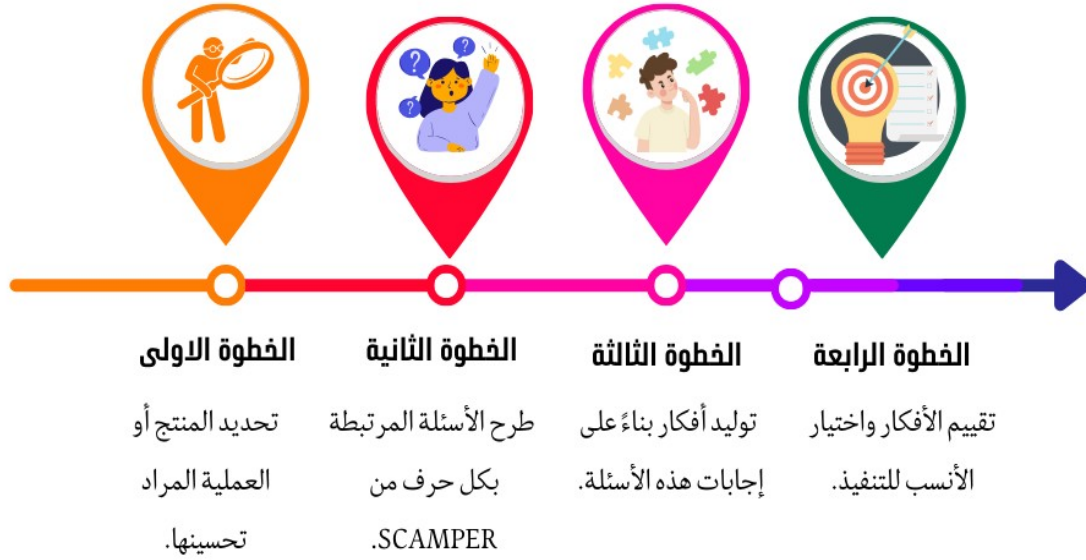 الخطوة الاولى
تحديد المنتج أو
العملية المراد
تحسينها.
الخطوة الثانية
طرح الأسئلة المرتبطة
بكل حرف من
SCAMPER.
الخطوة الثالثة
توليد أفكار بناءً على
إجابات هذه الأسئلة.
الخطوة الرابعة
تقييم الأفكار واختيار
الأنسب للتنفيذ.
?
?
?